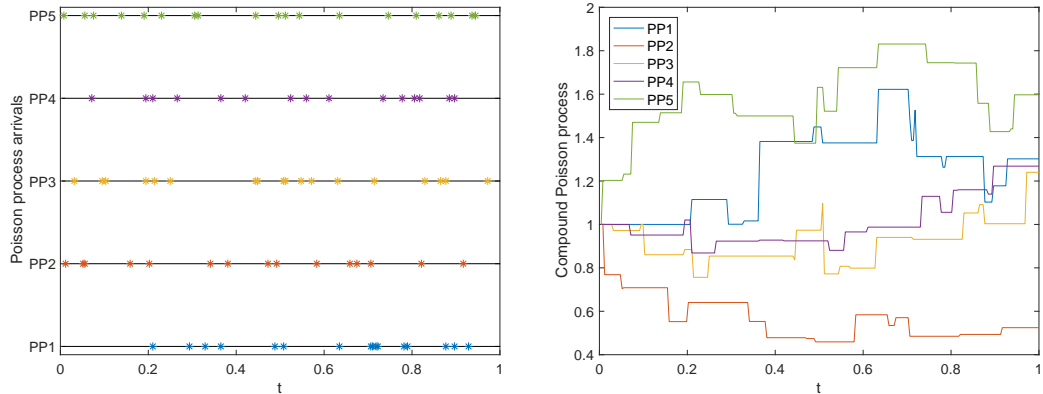 PP5
PP4
PP3
PP2
PP1
Poisson process arrivals
0 0.2 0.4 0.6 0.8 1
t
2
1.8
1.6
1.4
1.2
1
0.8
0.6
0.4
Compound Poisson process
PP1
PP2
PP3
PP4
PP5
0 0.2 0.4 0.6 0.8 1
t